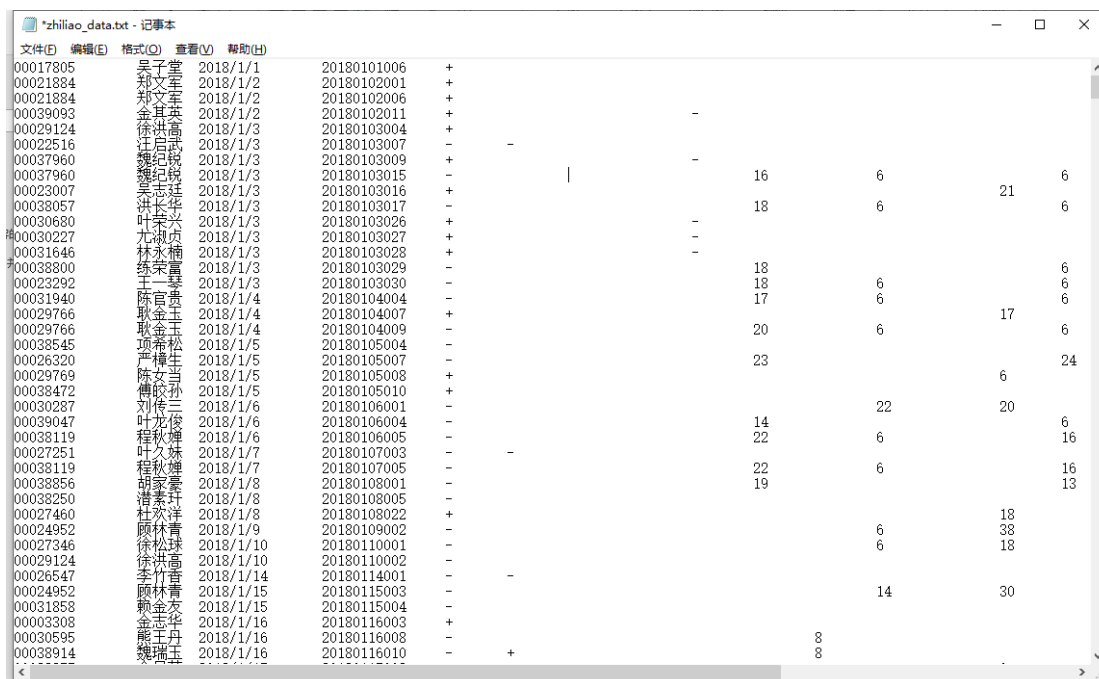 *zhiliao_data.txt - 记事本
文件(F) 编辑(E) 格式(O) 查看(V) 帮助(H)
00017805 吴子堂 2018/1/1 20180101006 +
00021884 郑文军 2018/1/2 20180102001 +
00021884 郑文军 2018/1/2 20180102006 +
00039093 金其英 2018/1/2 20180102011 + -
00029124 徐洪高 2018/1/3 20180103004 +
00022516 汪启武 2018/1/3 20180103007 - -
00037960 魏纪锐 2018/1/3 20180103009 + -
00037960 魏纪锐 2018/1/3 20180103015 - 16 6 6
00023007 吴志廷 2018/1/3 20180103016 + 21
00038057 洪长华 2018/1/3 20180103017 - 18 6 6
00030680 叶荣兴 2018/1/3 20180103026 + -
00030227 尤淑贞 2018/1/3 20180103027 + -
00031646 林永楠 2018/1/3 20180103028 + -
00038800 练荣富 2018/1/3 20180103029 - 18 6
00023292 王一琴 2018/1/3 20180103030 - 18 6 6
00031940 陈官贵 2018/1/4 20180104004 - 17 6 6
00029766 耿金玉 2018/1/4 20180104007 + 17
00029766 耿金玉 2018/1/4 20180104009 - 20 6 6
00038545 项希松 2018/1/5 20180105004 -
00026320 严樟生 2018/1/5 20180105007 - 23 24
00029769 陈女当 2018/1/5 20180105008 + 6
00038472 傅皎孙 2018/1/5 20180105010 +
00030287 刘传三 2018/1/6 20180106001 - 22 20
00039047 叶龙俊 2018/1/6 20180106004 - 14 6
00038119 程秋婵 2018/1/6 20180106005 - 22 6 16
00027251 叶久妹 2018/1/7 20180107003 - -
00038119 程秋婵 2018/1/7 20180107005 - 22 6 16
00038856 胡家豪 2018/1/8 20180108001 - 19 13
00038250 潜素玕 2018/1/8 20180108005 -
00027460 杜欢洋 2018/1/8 20180108022 + 18
00024952 顾林青 2018/1/9 20180109002 - 6 38
00027346 徐松球 2018/1/10 20180110001 - 6 18
00029124 徐洪高 2018/1/10 20180110002 -
00026547 李竹香 2018/1/14 20180114001 - -
00024952 顾林青 2018/1/15 20180115003 - 14 30
00031858 赖金友 2018/1/15 20180115004 -
00003308 金志华 2018/1/16 20180116003 +
00030595 熊王丹 2018/1/16 20180116008 - 8
00038914 魏瑞玉 2018/1/16 20180116010 - + 8